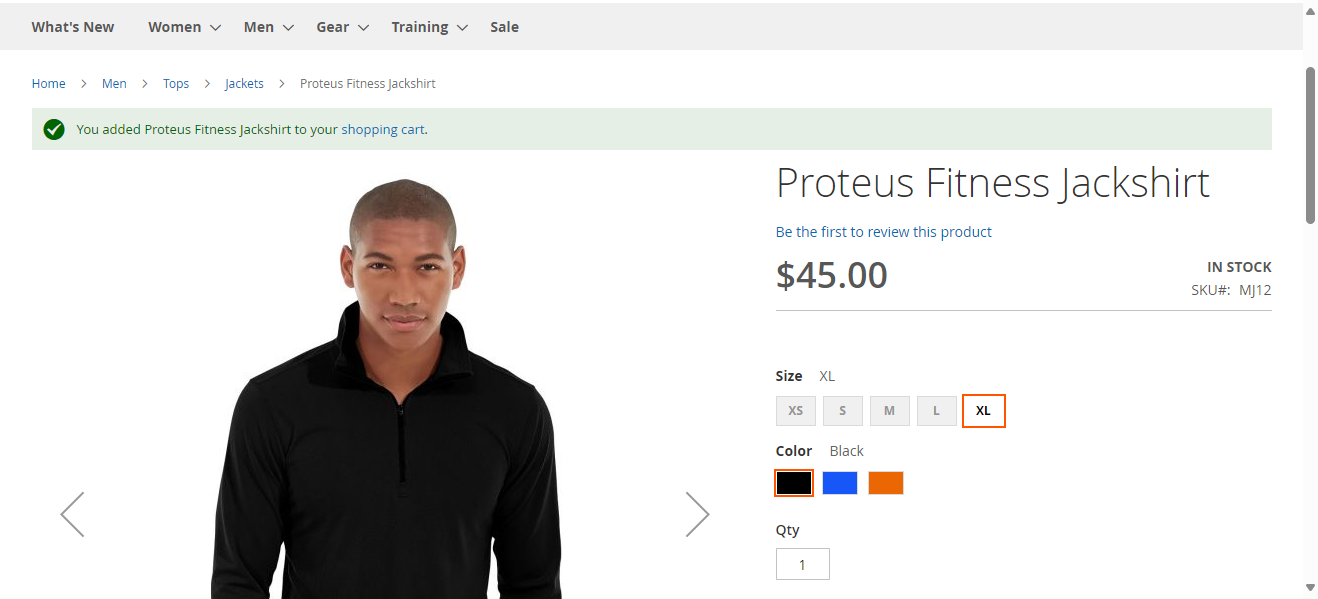 What's New Women Men Gear Training Sale
Home > Men > Tops > Jackets > Proteus Fitness Jackshirt
You added Proteus Fitness Jackshirt to your shopping cart.
Proteus Fitness Jackshirt
Be the first to review this product
$45.00
IN STOCK
SKU#: MJ12
Size XL
XS S M L XL
Color Black
Qty
1